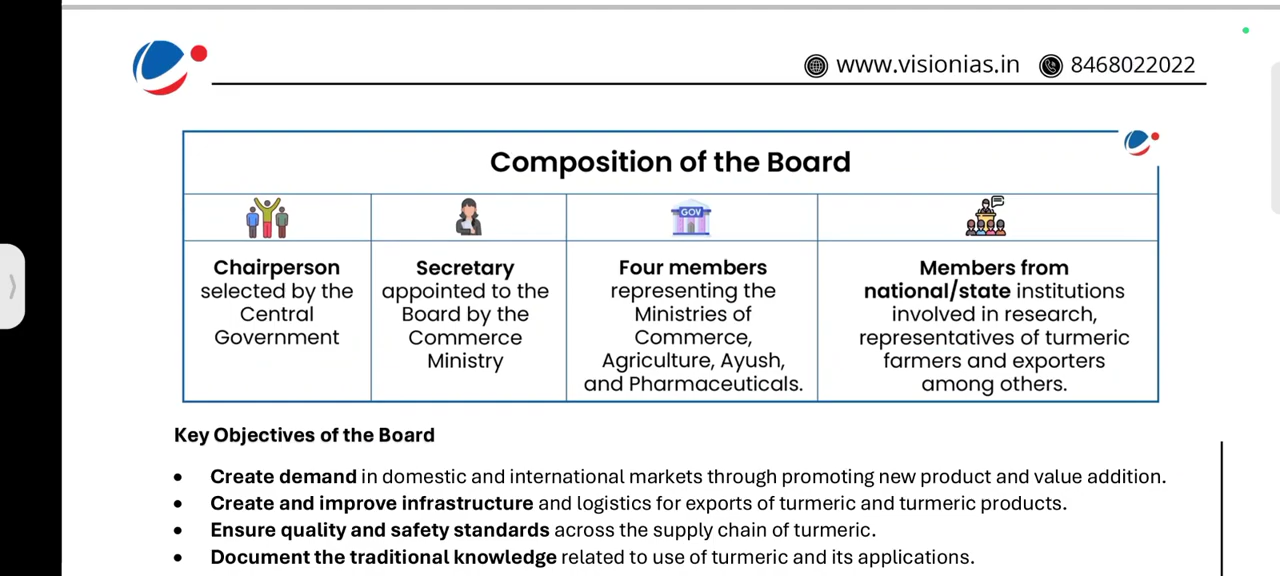 www.visionias.in 8468022022
Composition of the Board
GOV
Chairperson
selected by the
Central
Government
Secretary
appointed to the
Board by the
Commerce
Ministry
Four members
representing the
Ministries of
Commerce,
Agriculture, Ayush,
and Pharmaceuticals.
Members from
national/state institutions
involved in research,
representatives of turmeric
farmers and exporters
among others.
Key Objectives of the Board
• Create demand in domestic and international markets through promoting new product and value addition.
• Create and improve infrastructure and logistics for exports of turmeric and turmeric products.
• Ensure quality and safety standards across the supply chain of turmeric.
• Document the traditional knowledge related to use of turmeric and its applications.